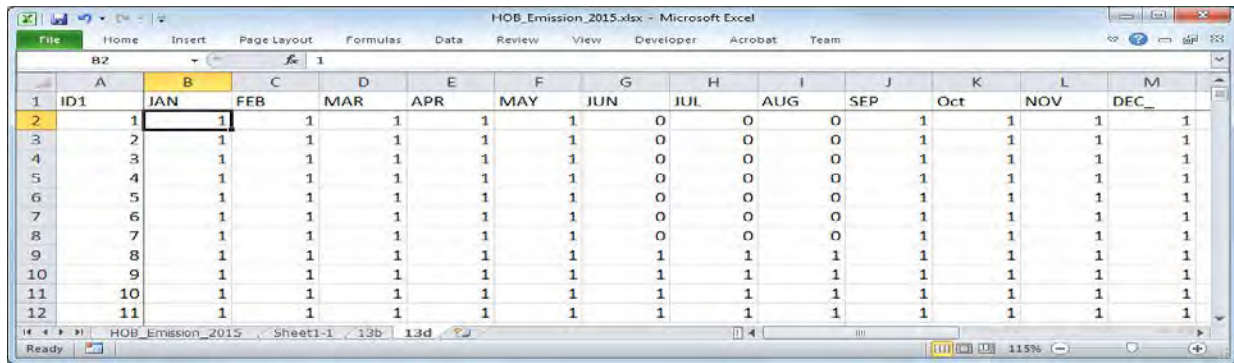 HOB_Emission_2015.xlsx - Microsoft Excel
File Home Insert Page Layout Formulas Data Review View Developer Acrobat Team
B2 fx 1
A B C D E F G H I J K L M
1 ID1 JAN FEB MAR APR MAY JUN JUL AUG SEP Oct NOV DEC_
2 1 1 1 1 1 1 0 0 0 1 1 1 1
3 2 1 1 1 1 1 0 0 0 1 1 1 1
4 3 1 1 1 1 1 0 0 0 1 1 1 1
5 4 1 1 1 1 1 0 0 0 1 1 1 1
6 5 1 1 1 1 1 0 0 0 1 1 1 1
7 6 1 1 1 1 1 0 0 0 1 1 1 1
8 7 1 1 1 1 1 0 0 0 1 1 1 1
9 8 1 1 1 1 1 1 1 1 1 1 1 1
10 9 1 1 1 1 1 1 1 1 1 1 1 1
11 10 1 1 1 1 1 1 1 1 1 1 1 1
12 11 1 1 1 1 1 1 1 1 1 1 1 1
HOB_Emission_2015 Sheet1-1 13b 13d
Ready 115%